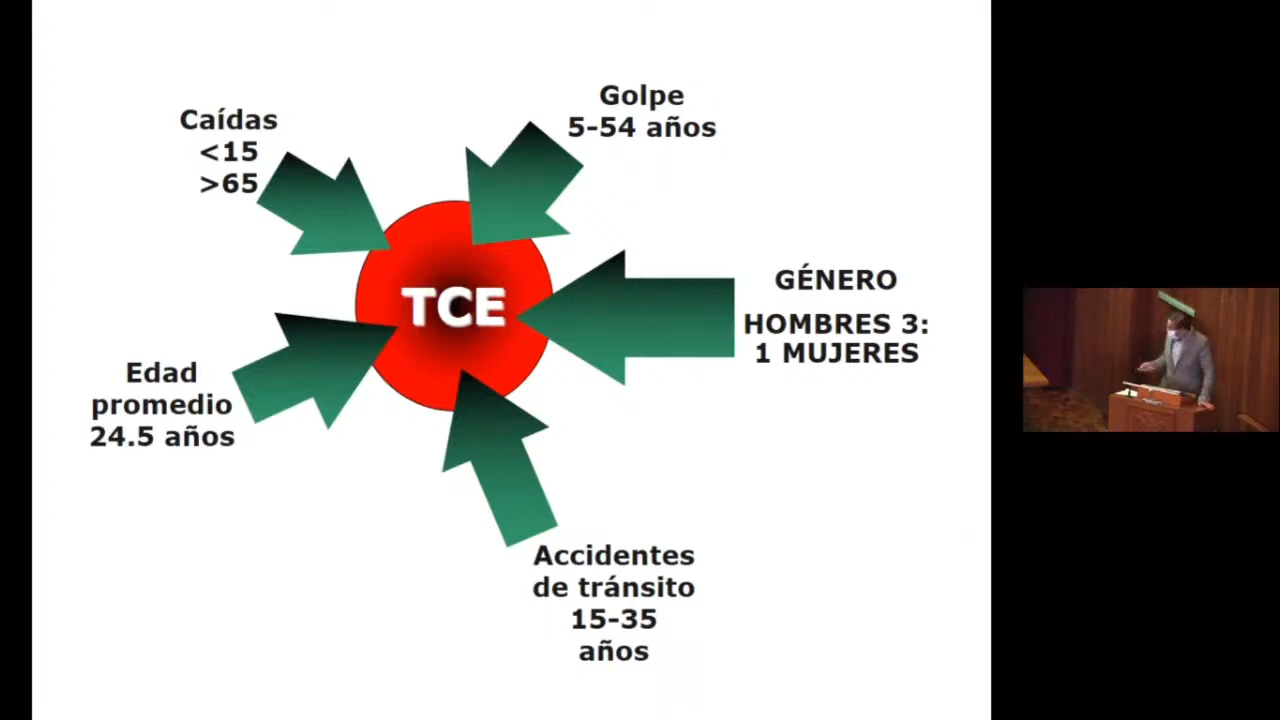 Caídas
<15
>65
Golpe
5-54 años
TCE
GÉNERO
HOMBRES 3:
1 MUJERES
Edad
promedio
24.5 años
Accidentes
de tránsito
15-35
años